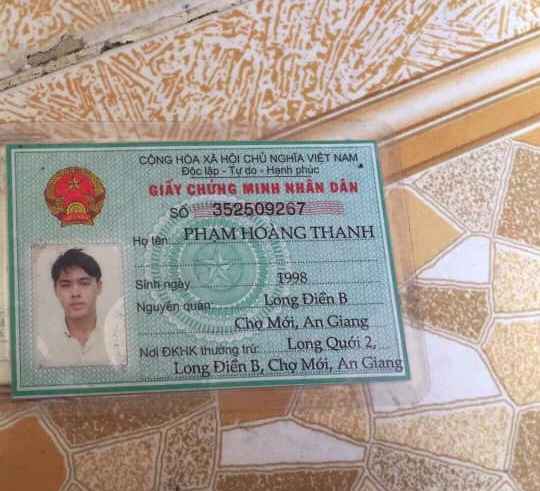 CỘNG HÒA XÃ HỘI CHỦ NGHĨA VIỆT NAM
Độc lập - Tự do - Hạnh phúc
GIẤY CHỨNG MINH NHÂN DÂN
SỐ 352509267
Họ tên: PHẠM HOÀNG THANH
Sinh ngày 1998
Nguyên quán: Long Điền B
Chợ Mới, An Giang
Nơi ĐKHK thường trú: Long Quới 2,
Long Điền B, Chợ Mới, An Giang